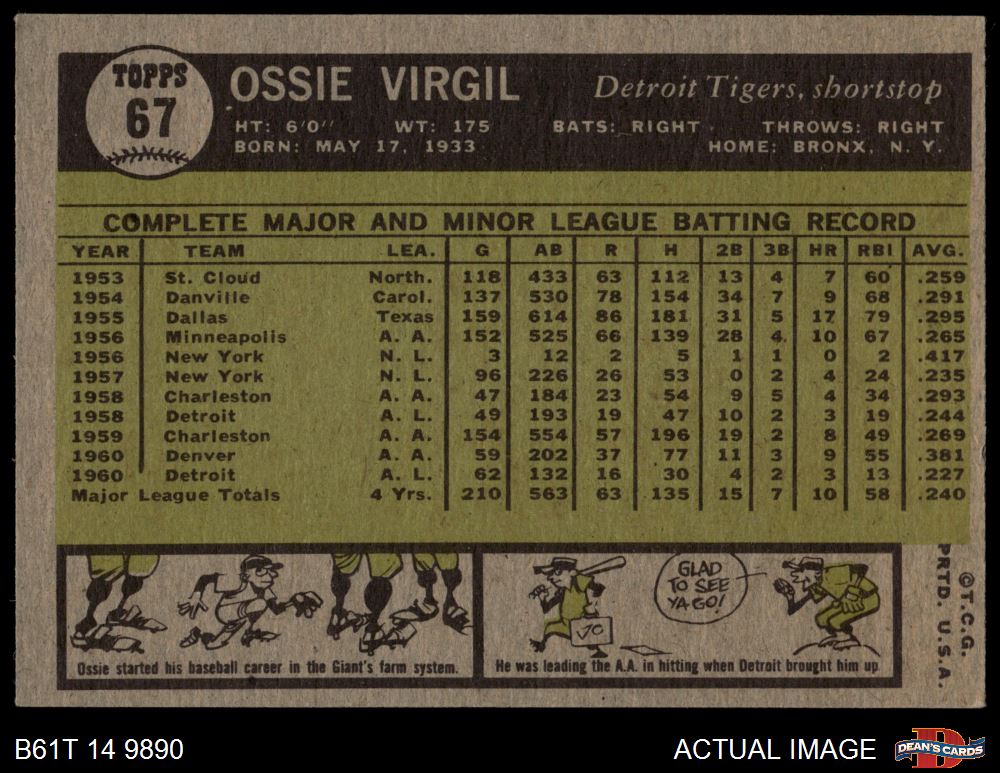 TOPPS
67
OSSIE VIRGIL
Detroit Tigers, shortstop
HT: 6'0" WT: 175 BATS: RIGHT THROWS: RIGHT
BORN: MAY 17, 1933 HOME: BRONX, N. Y.
COMPLETE MAJOR AND MINOR LEAGUE BATTING RECORD
YEAR TEAM LEA. G AB R H 2B 3B HR RBI AVG.
1953 St. Cloud North. 118 433 63 112 13 4 7 60 .259
1954 Danville Carol. 137 530 78 154 34 7 9 68 .291
1955 Dallas Texas 159 614 86 181 31 5 17 79 .295
1956 Minneapolis A. A. 152 525 66 139 28 4 10 67 .265
1956 New York N. L. 3 12 2 5 1 1 0 2 .417
1957 New York N. L. 96 226 26 53 0 2 4 24 .235
1958 Charleston A. A. 47 184 23 54 9 5 4 34 .293
1958 Detroit A. L. 49 193 19 47 10 2 3 19 .244
1959 Charleston A. A. 154 554 57 196 19 2 8 49 .269
1960 Denver A. A. 59 202 37 77 11 3 9 55 .381
1960 Detroit A. L. 62 132 16 30 4 2 3 13 .227
Major League Totals 4 Yrs. 210 563 63 135 15 7 10 58 .240
GLAD
TO SEE
YA-GO!
VO
Ossie started his baseball career in the Giant's farm system.
He was leading the A.A. in hitting when Detroit brought him up
©T.C.G.
PRTD. U.S.A.
B61T 14 9890
ACTUAL IMAGE
D
DEAN'S CARDS